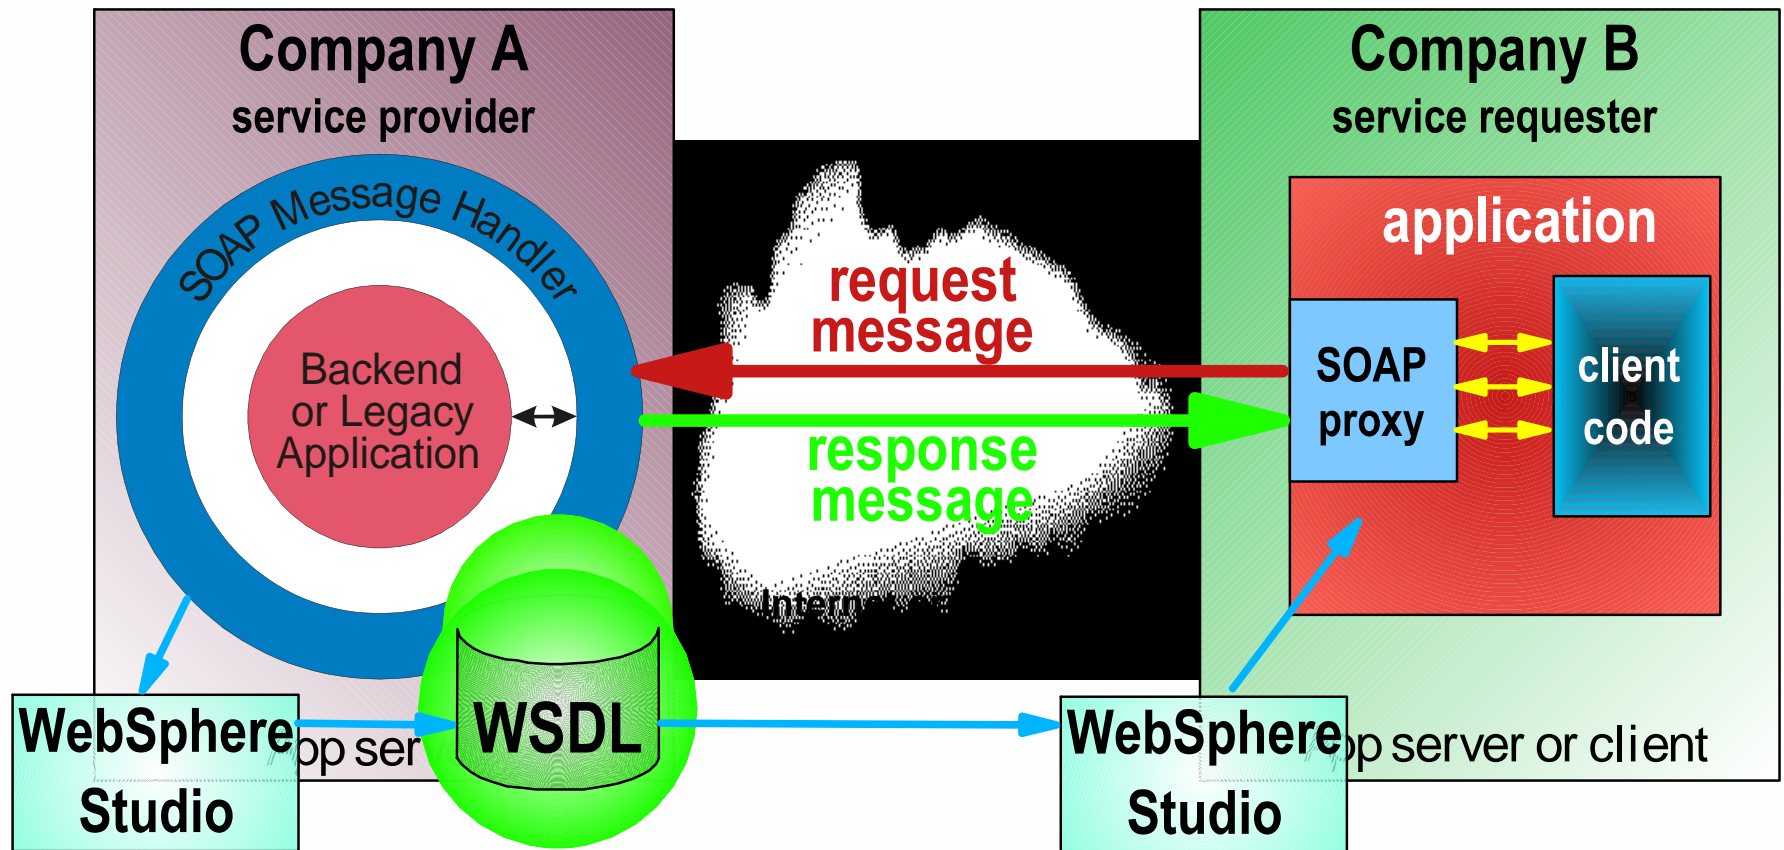 Company A
service provider
SOAP Message Handler
Backend
or Legacy
Application
request
message
response
message
Company B
service requester
application
SOAP
proxy
client
code
WebSphere
Studio
WSDL
WebSphere
Studio
server or client